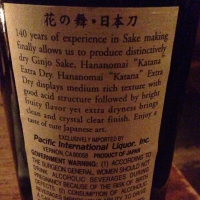 花の舞・日本刀
140 years of experience in Sake making
finally allows us to produce distinctively
dry Ginjo Sake, Hananomai "Katana"
Extra Dry. Hananomai "Katana" Extra
Dry displays medium rich texture with
good acid structure followed by bright
fruity flavor yet extra dryness brings
clean and crystal clear finish. Enjoy a
taste of pure Japanese art.
EXCLUSIVELY IMPORTED BY
Pacific International Liquor, Inc.
VERNON CA 90058 PRODUCT OF JAPAN
GOVERNMENT WARNING: (1) ACCORDING TO
THE SURGEON GENERAL, WOMEN SHOULD NOT
DRINK ALCOHOLIC BEVERAGES DURING
PREGNANCY BECAUSE OF THE RISK OF BIRTH
DEFECTS. (2) CONSUMPTION OF ALCOHOLIC